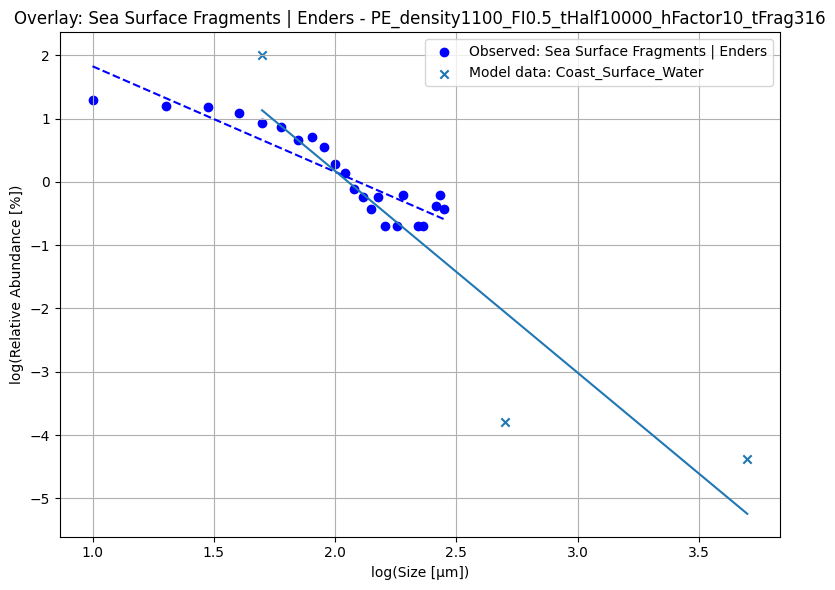 Overlay: Sea Surface Fragments | Enders - PE_density1100_FI0.5_tHalf10000_hFactor10_tFrag316
Observed: Sea Surface Fragments | Enders
Model data: Coast_Surface_Water
log(Relative Abundance [%])
2
1
0
−1
−2
−3
−4
−5
1.0
1.5
2.0
2.5
3.0
3.5
log(Size [μm])